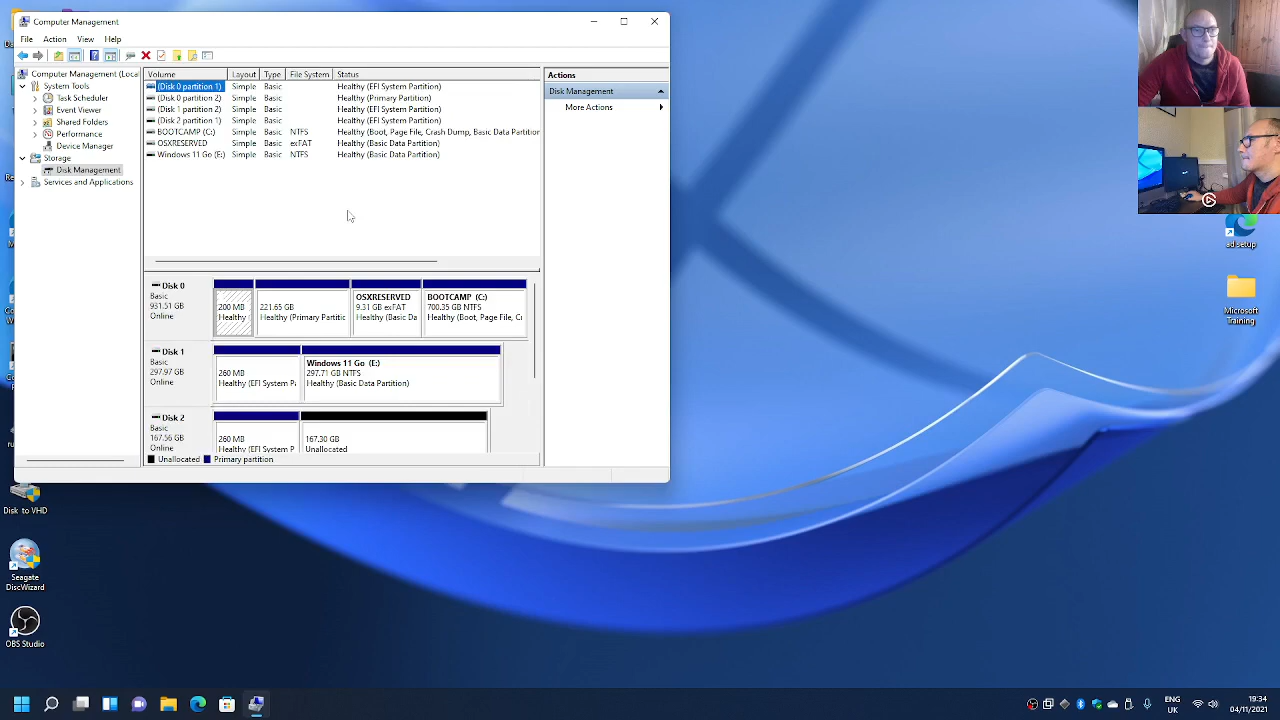 Computer Management
File Action View Help
Computer Management (Local
System Tools
Task Scheduler
Event Viewer
Shared Folders
Performance
Device Manager
Storage
Disk Management
Services and Applications
Volume Layout Type File System Status
(Disk 0 partition 1) Simple Basic Healthy (EFI System Partition)
(Disk 0 partition 2) Simple Basic Healthy (Primary Partition)
(Disk 1 partition 2) Simple Basic Healthy (EFI System Partition)
(Disk 2 partition 1) Simple Basic Healthy (EFI System Partition)
BOOTCAMP (C:) Simple Basic NTFS Healthy (Boot, Page File, Crash Dump, Basic Data Partition
OSXRESERVED Simple Basic exFAT Healthy (Basic Data Partition)
Windows 11 Go (E:) Simple Basic NTFS Healthy (Basic Data Partition)
Actions
Disk Management
More Actions
Disk 0
Basic
931.51 GB
Online
200 MB
Healthy
221.65 GB
Healthy (Primary Partitic
OSXRESERVED
9.31 GB exFAT
Healthy (Basic Da
BOOTCAMP (C:)
700.35 GB NTFS
Healthy (Boot, Page File, C
Disk 1
Basic
297.97 GB
Online
260 MB
Healthy (EFI System P
Windows 11 Go (E:)
297.71 GB NTFS
Healthy (Basic Data Partition)
Disk 2
Basic
167.56 GB
Online
260 MB
Healthy (EFI System P
167.30 GB
Unallocated
Unallocated Primary partition
Disk to VHD
Seagate
DiscWizard
OBS Studio
ad setup
Microsoft
Training
ENG
UK
19:34
04/11/2021